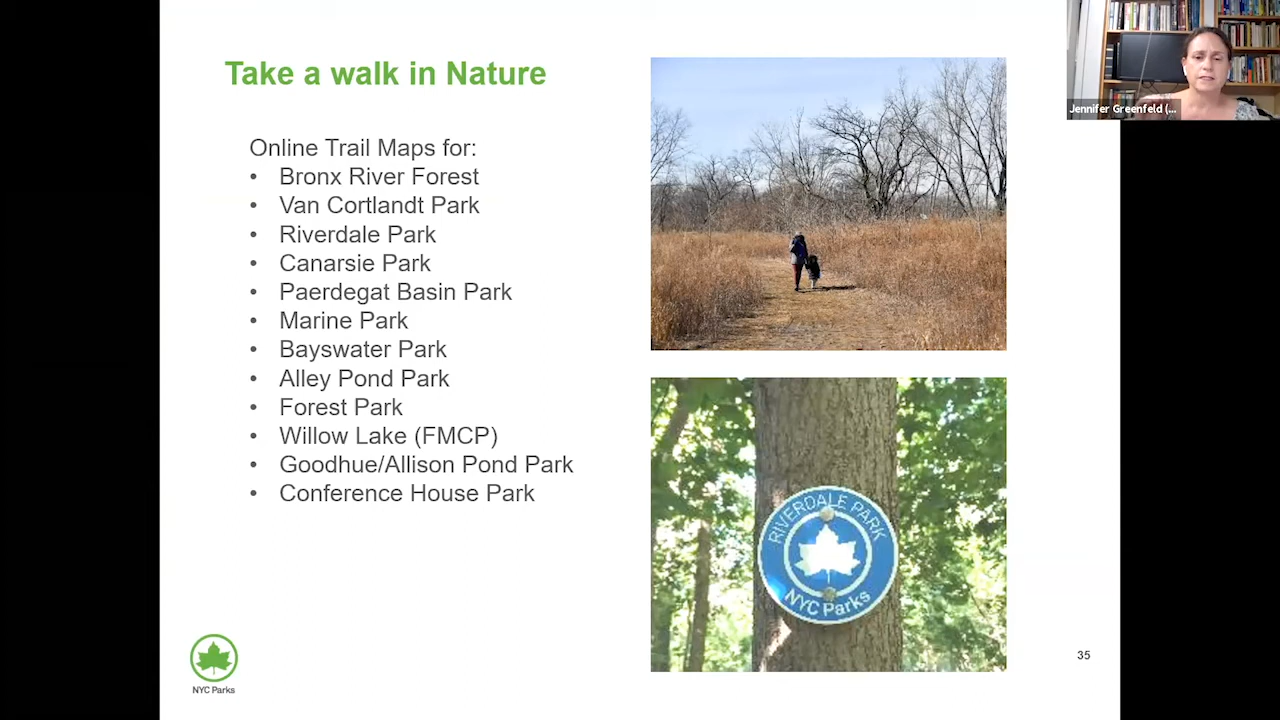 Take a walk in Nature
Online Trail Maps for:
• Bronx River Forest
• Van Cortlandt Park
• Riverdale Park
• Canarsie Park
• Paerdegat Basin Park
• Marine Park
• Bayswater Park
• Alley Pond Park
• Forest Park
• Willow Lake (FMCP)
• Goodhue/Allison Pond Park
• Conference House Park
RIVERDALE PARK
NYC Parks
NYC Parks
35
Jennifer Greenfeld (...